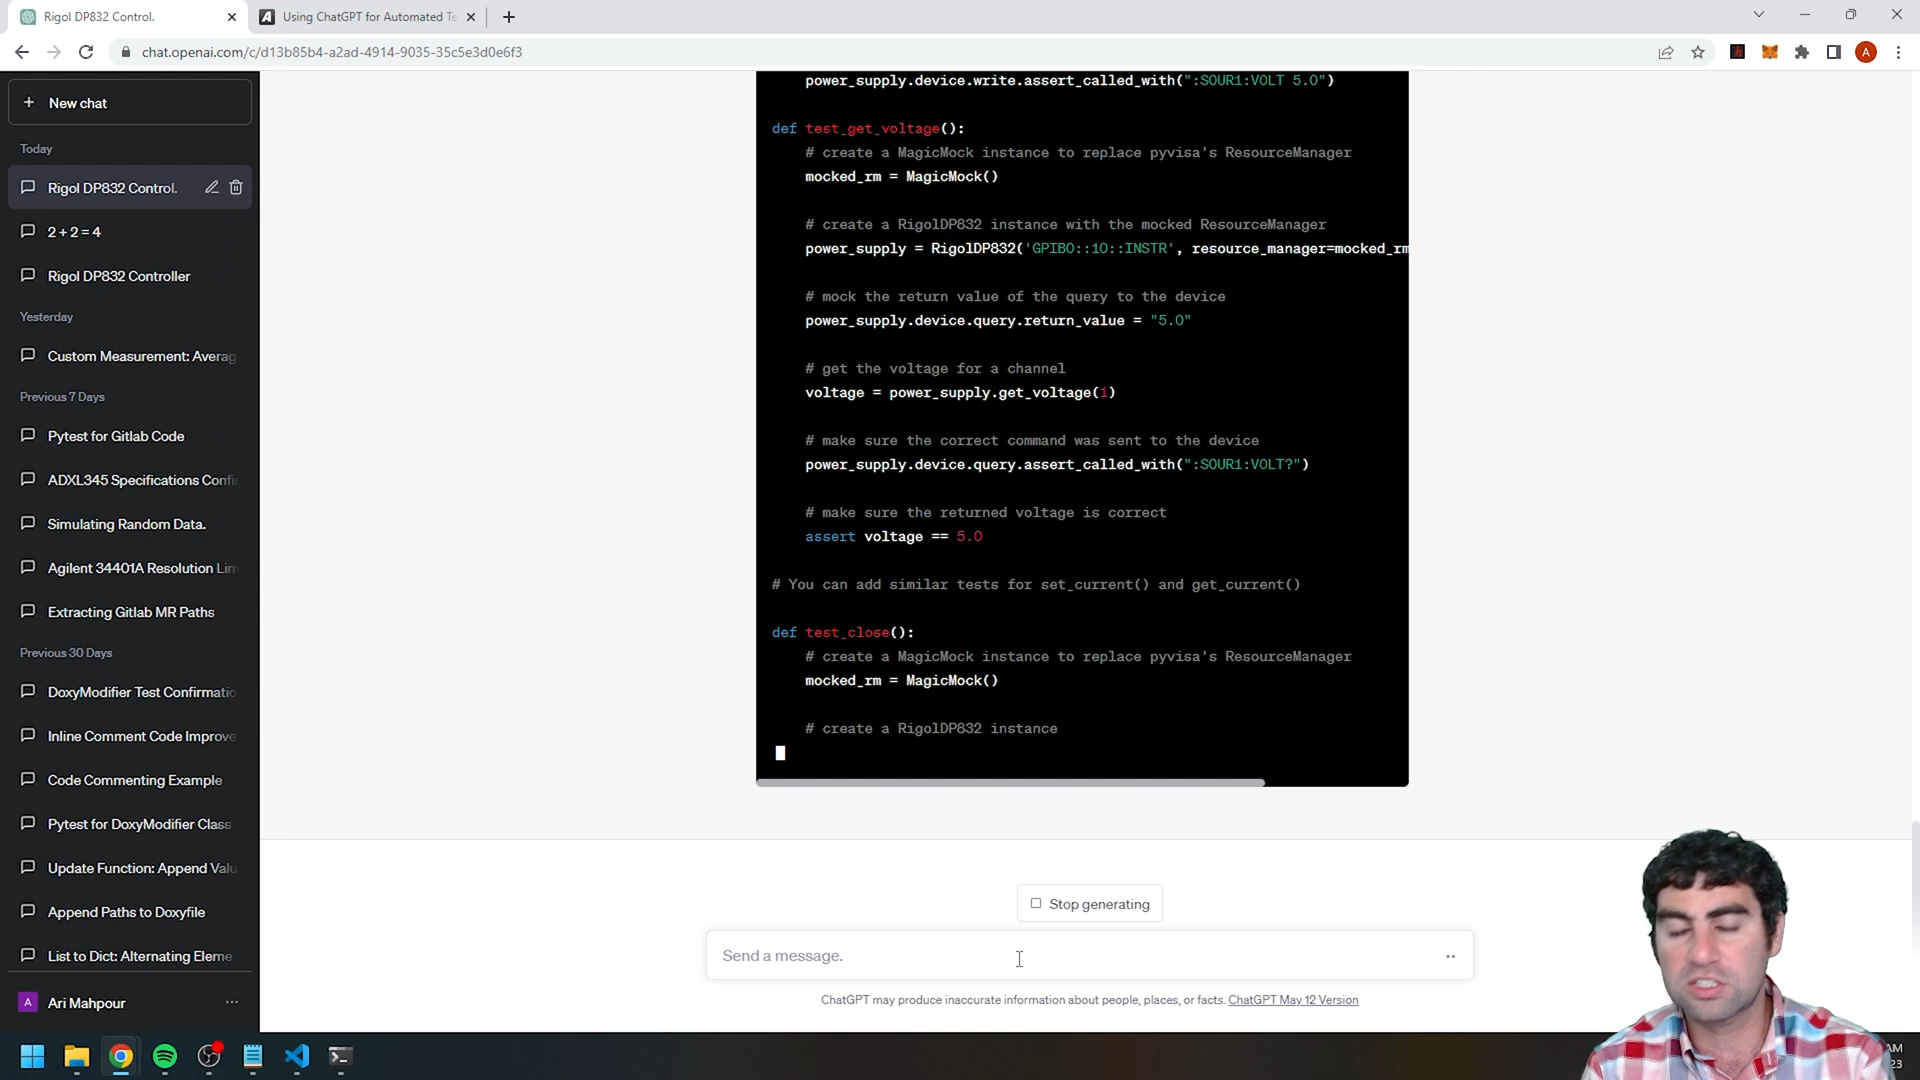 Rigol DP832 Control.
Using ChatGPT for Automated Te
chat.openai.com/c/d13b85b4-a2ad-4914-9035-35c5e3d0e6f3
A
+ New chat
Today
Rigol DP832 Control.
2 + 2 = 4
Rigol DP832 Controller
Yesterday
Custom Measurement: Averag
Previous 7 Days
Pytest for Gitlab Code
ADXL345 Specifications Confi
Simulating Random Data.
Agilent 34401A Resolution Lim
Extracting Gitlab MR Paths
Previous 30 Days
DoxyModifier Test Confirmatio
Inline Comment Code Improve
Code Commenting Example
Pytest for DoxyModifier Class
Update Function: Append Valu
Append Paths to Doxyfile
List to Dict: Alternating Eleme
A Ari Mahpour ...
power_supply.device.write.assert_called_with(":SOUR1:VOLT 5.0")
def test_get_voltage():
# create a MagicMock instance to replace pyvisa's ResourceManager
mocked_rm = MagicMock()
# create a RigolDP832 instance with the mocked ResourceManager
power_supply = RigolDP832('GPIB0::10::INSTR', resource_manager=mocked_rm
# mock the return value of the query to the device
power_supply.device.query.return_value = "5.0"
# get the voltage for a channel
voltage = power_supply.get_voltage(1)
# make sure the correct command was sent to the device
power_supply.device.query.assert_called_with(":SOUR1:VOLT?")
# make sure the returned voltage is correct
assert voltage == 5.0
# You can add similar tests for set_current() and get_current()
def test_close():
# create a MagicMock instance to replace pyvisa's ResourceManager
mocked_rm = MagicMock()
# create a RigolDP832 instance
Stop generating
Send a message.
ChatGPT may produce inaccurate information about people, places, or facts. ChatGPT May 12 Version
AM
23